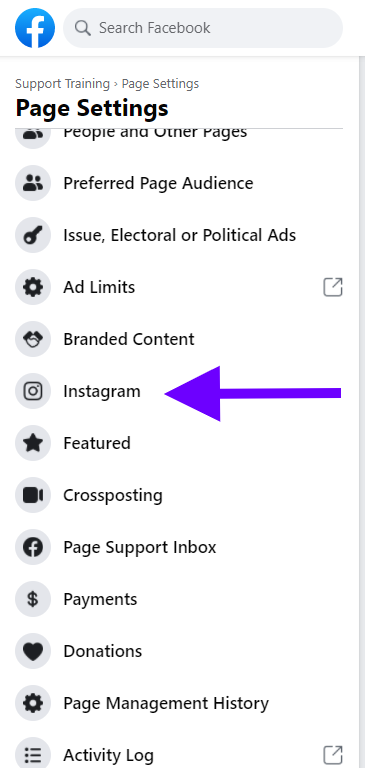 Search Facebook
Support Training › Page Settings
Page Settings
People and Other Pages
Preferred Page Audience
Issue, Electoral or Political Ads
Ad Limits
Branded Content
Instagram
Featured
Crossposting
Page Support Inbox
Payments
Donations
Page Management History
Activity Log